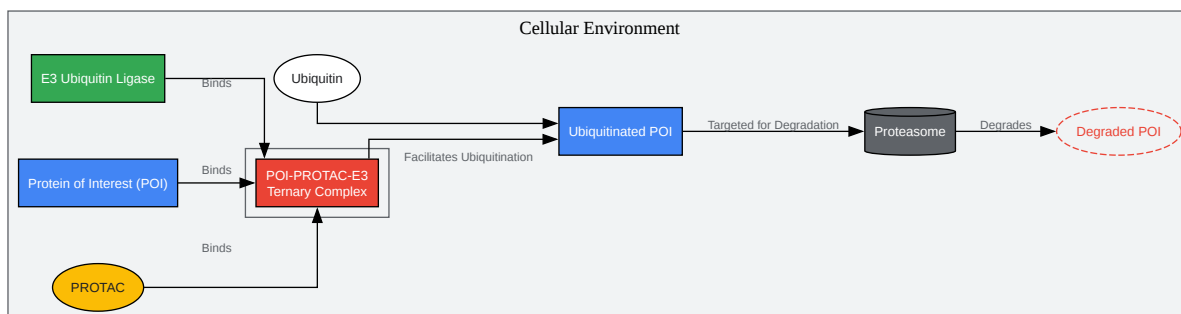 Cellular Environment
E3 Ubiquitin Ligase
Binds
Ubiquitin
Ubiquitinated POI
Targeted for Degradation
Proteasome
Degrades
Degraded POI
Facilitates Ubiquitination
Protein of Interest (POI)
Binds
POI-PROTAC-E3
Ternary Complex
Binds
PROTAC